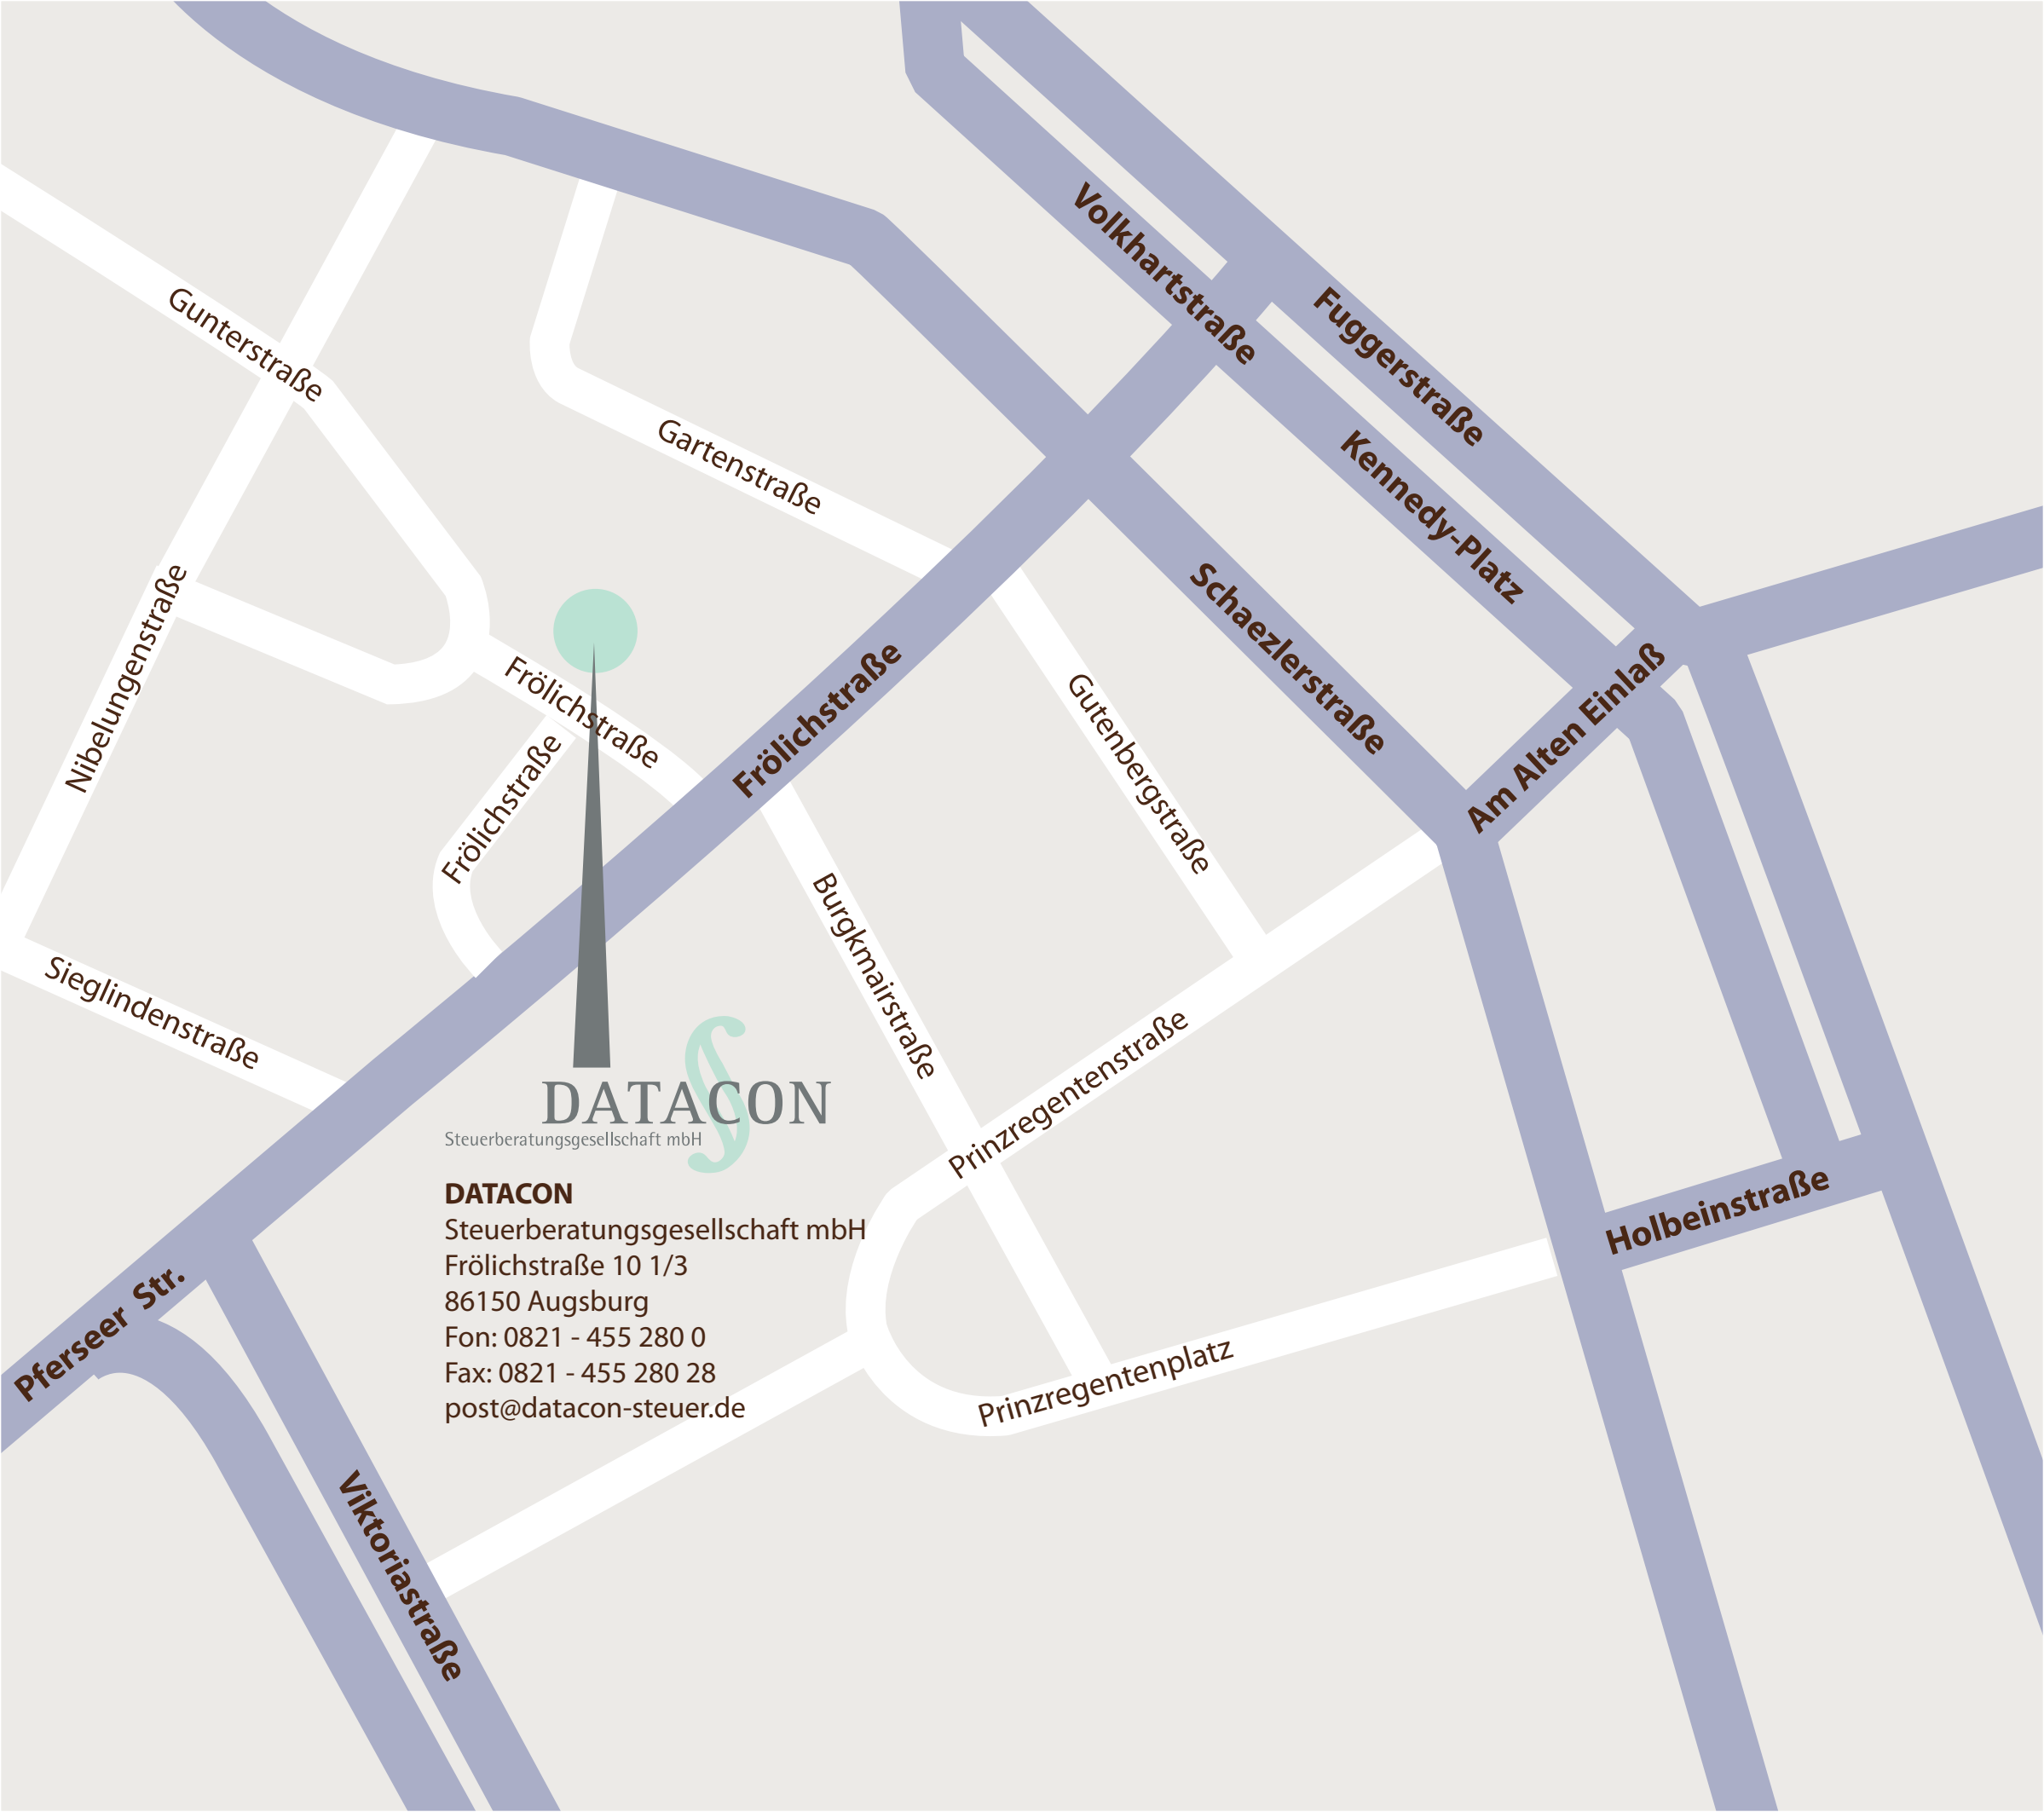 Volkhartstraße
Fuggerstraße
Gunterstraße
Gartenstraße
Kennedy-Platz
Schaezlerstraße
Nibelungenstraße
Frölichstraße
Frölichstraße
Frölichstraße
Gutenbergstraße
Am Alten Einlaß
Burgkmairstraße
Sieglindenstraße
Prinzregentenstraße
§
DATACON
Steuerberatungsgesellschaft mbH
DATACON
Steuerberatungsgesellschaft mbH
Frölichstraße 10 1/3
86150 Augsburg
Fon: 0821 - 455 280 0
Fax: 0821 - 455 280 28
post@datacon-steuer.de
Holbeinstraße
Pferseer Str.
Prinzregentenplatz
Viktoriastraße